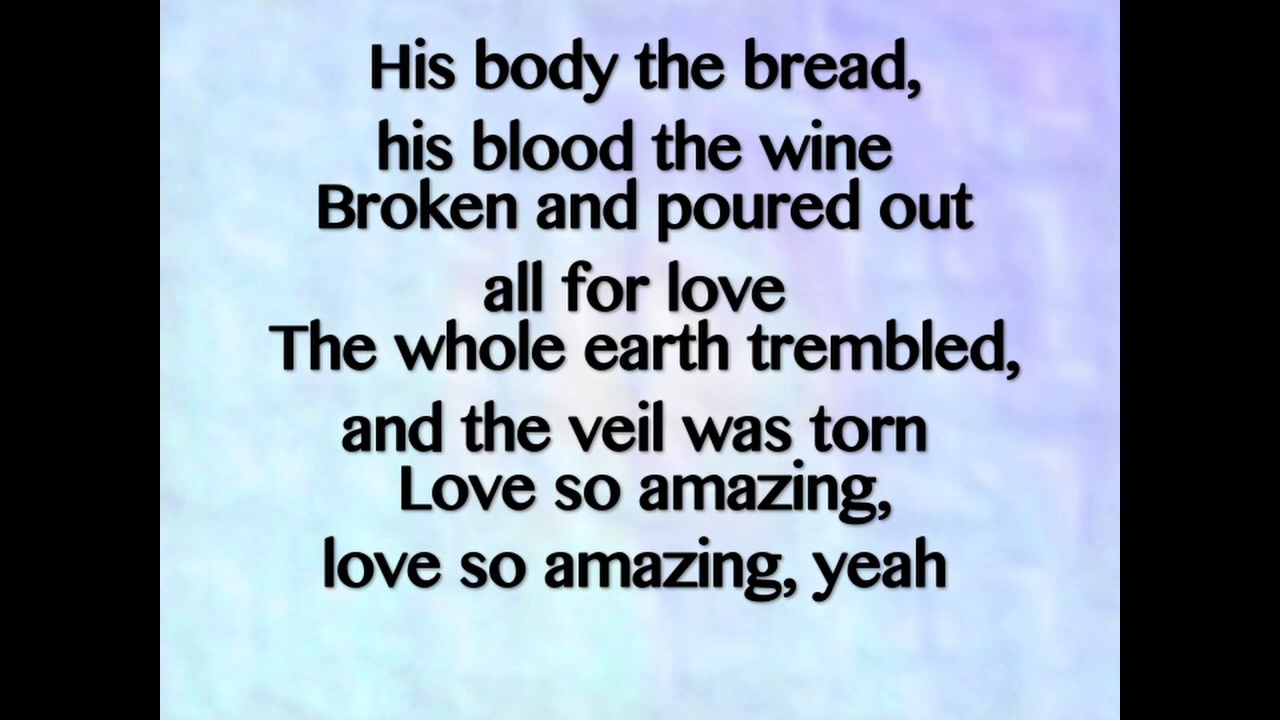 His body the bread,
his blood the wine
Broken and poured out
all for love
The whole earth trembled,
and the veil was torn
Love so amazing,
love so amazing, yeah